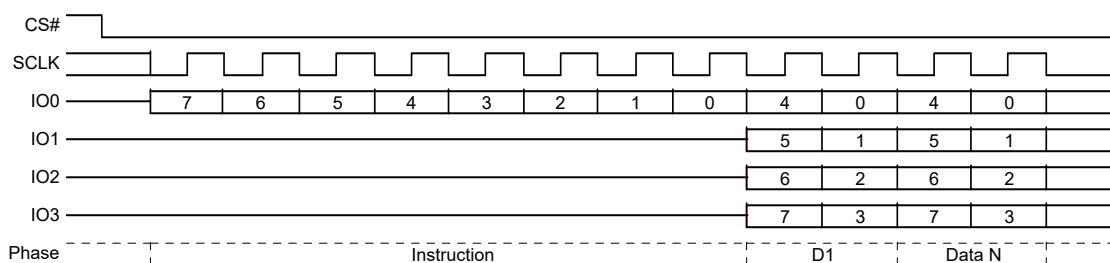 CS#
SCLK
IO0 7 6 5 4 3 2 1 0 4 0 4 0
IO1 5 1 5 1
IO2 6 2 6 2
IO3 7 3 7 3
Phase Instruction D1 Data N